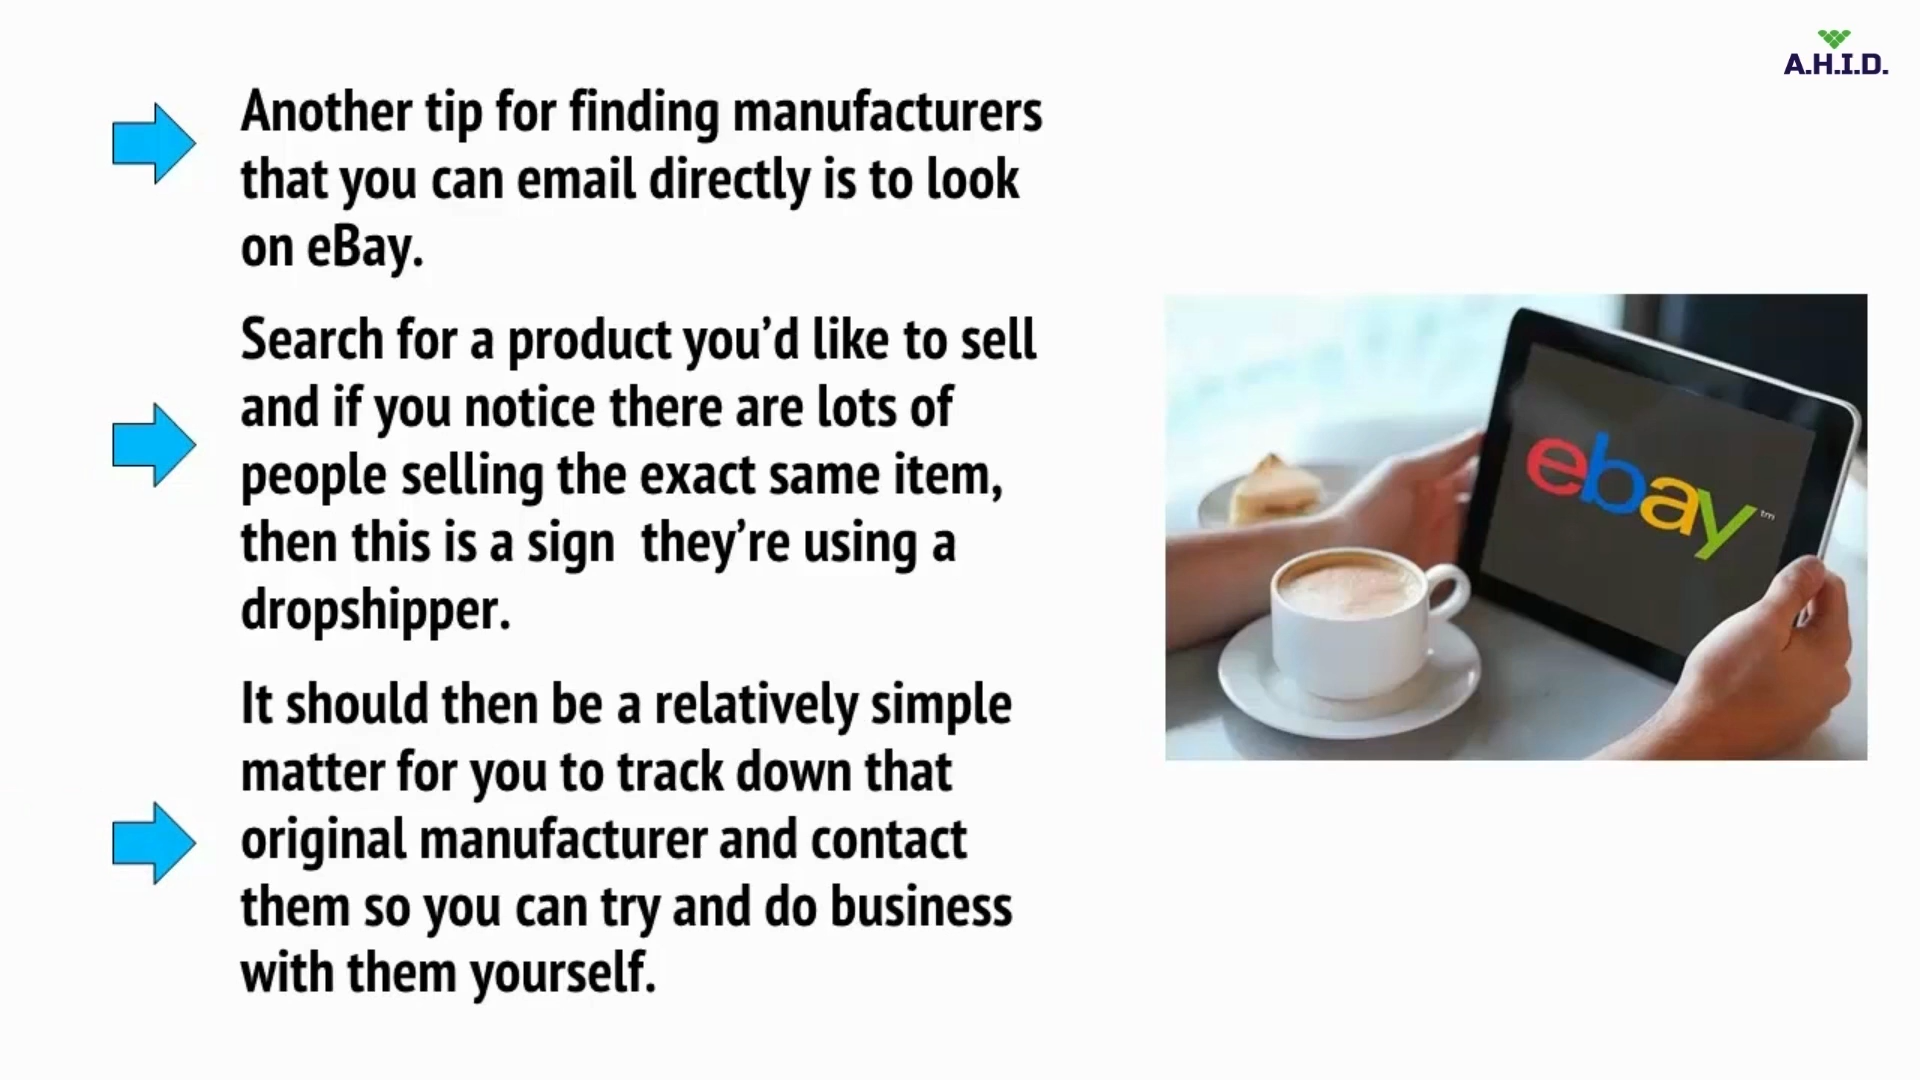 A.H.I.D.
Another tip for finding manufacturers
that you can email directly is to look
on eBay.
Search for a product you’d like to sell
and if you notice there are lots of
people selling the exact same item,
then this is a sign  they’re using a
dropshipper.
It should then be a relatively simple
matter for you to track down that
original manufacturer and contact
them so you can try and do business
with them yourself.
ebay™